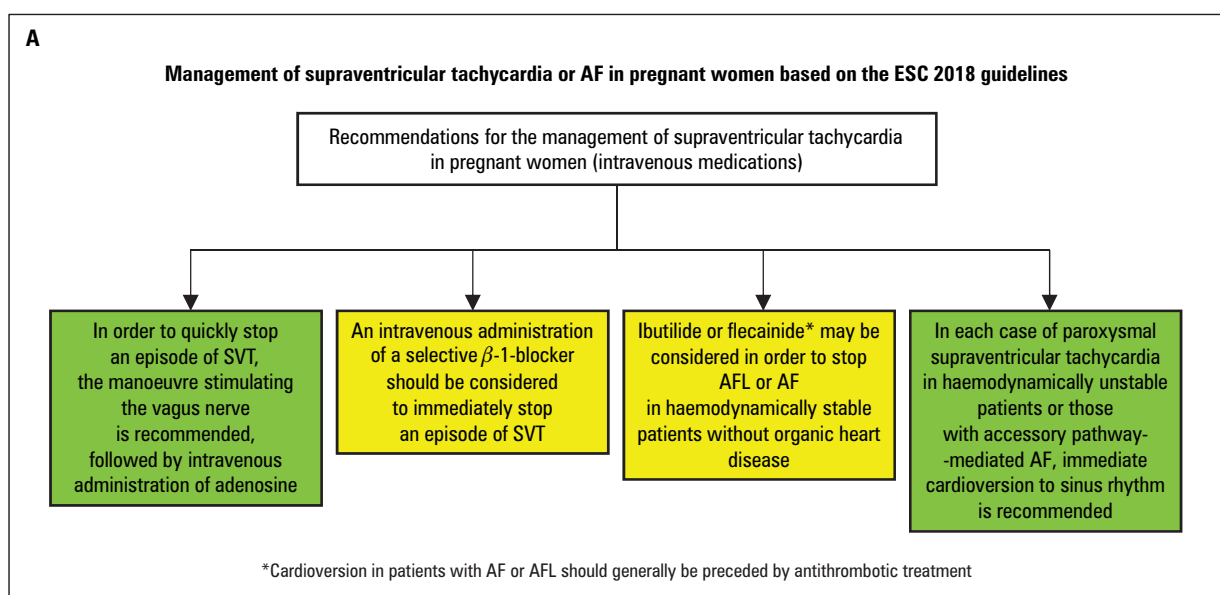 A
Management of supraventricular tachycardia or AF in pregnant women based on the ESC 2018 guidelines
Recommendations for the management of supraventricular tachycardia
in pregnant women (intravenous medications)
In order to quickly stop
an episode of SVT,
the manoeuvre stimulating
the vagus nerve
is recommended,
followed by intravenous
administration of adenosine
An intravenous administration
of a selective β-1-blocker
should be considered
to immediately stop
an episode of SVT
Ibutilide or flecainide* may be
considered in order to stop
AFL or AF
in haemodynamically stable
patients without organic heart
disease
In each case of paroxysmal
supraventricular tachycardia
in haemodynamically unstable
patients or those
with accessory pathway-
-mediated AF, immediate
cardioversion to sinus rhythm
is recommended
*Cardioversion in patients with AF or AFL should generally be preceded by antithrombotic treatment